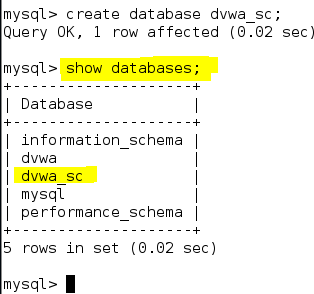 mysql> create database dvwa_sc;
Query OK, 1 row affected (0.02 sec)
mysql> show databases;
+--------------------+
| Database           |
+--------------------+
| information_schema |
| dvwa               |
| dvwa_sc            |
| mysql              |
| performance_schema |
+--------------------+
5 rows in set (0.02 sec)
mysql>